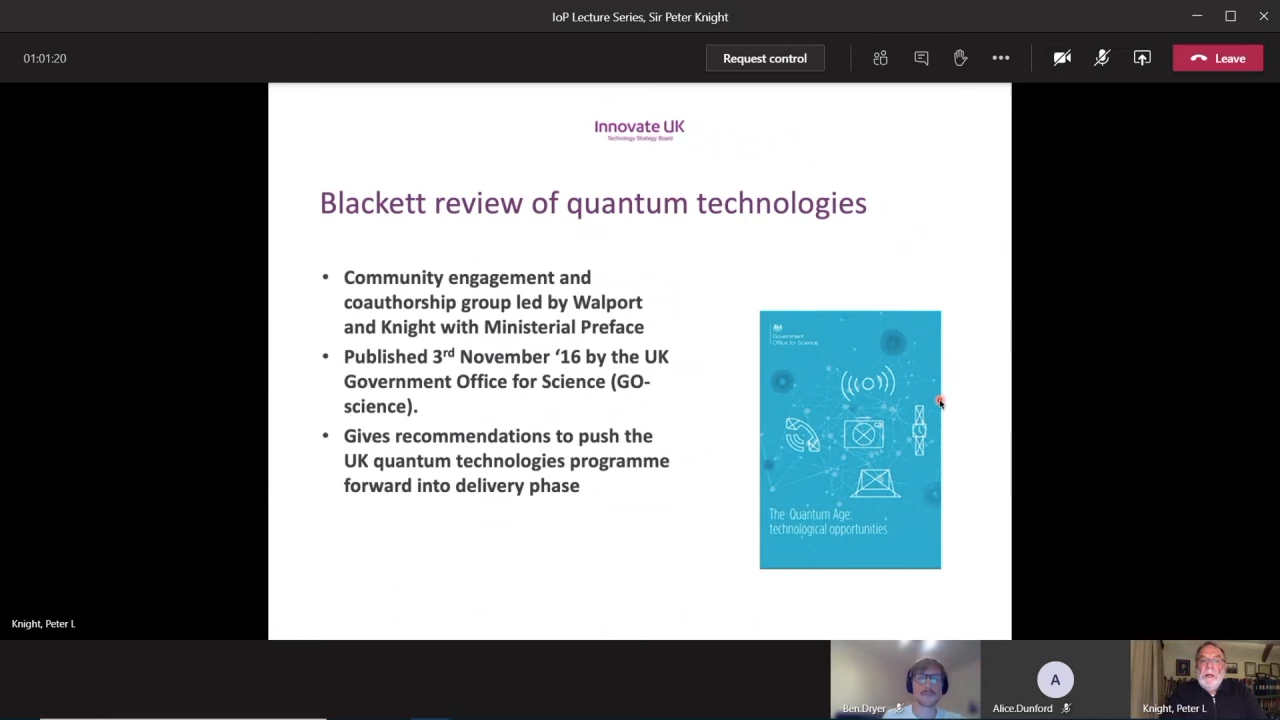 IoP Lecture Series, Sir Peter Knight
01:01:20
Request control
Leave
Innovate UK
Technology Strategy Board
Blackett review of quantum technologies
• Community engagement and
coauthorship group led by Walport
and Knight with Ministerial Preface
• Published 3rd November ‘16 by the UK
Government Office for Science (GO-
science).
• Gives recommendations to push the
UK quantum technologies programme
forward into delivery phase
Government
Office for Science
The Quantum Age:
technological opportunities
Knight, Peter L
A
Ben.Dryer
Alice.Dunford
Knight, Peter L